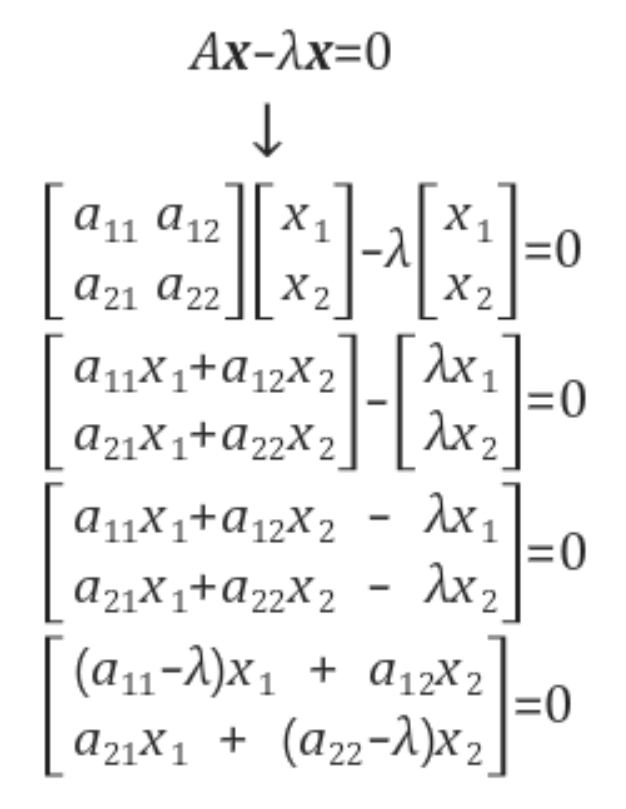 Ax–λx=0
↓
[a₁₁ a₁₂; a₂₁ a₂₂][x₁; x₂]–λ[x₁; x₂]=0
[a₁₁x₁+a₁₂x₂; a₂₁x₁+a₂₂x₂]–[λx₁; λx₂]=0
[a₁₁x₁+a₁₂x₂ – λx₁; a₂₁x₁+a₂₂x₂ – λx₂]=0
[(a₁₁–λ)x₁ + a₁₂x₂; a₂₁x₁ + (a₂₂–λ)x₂]=0